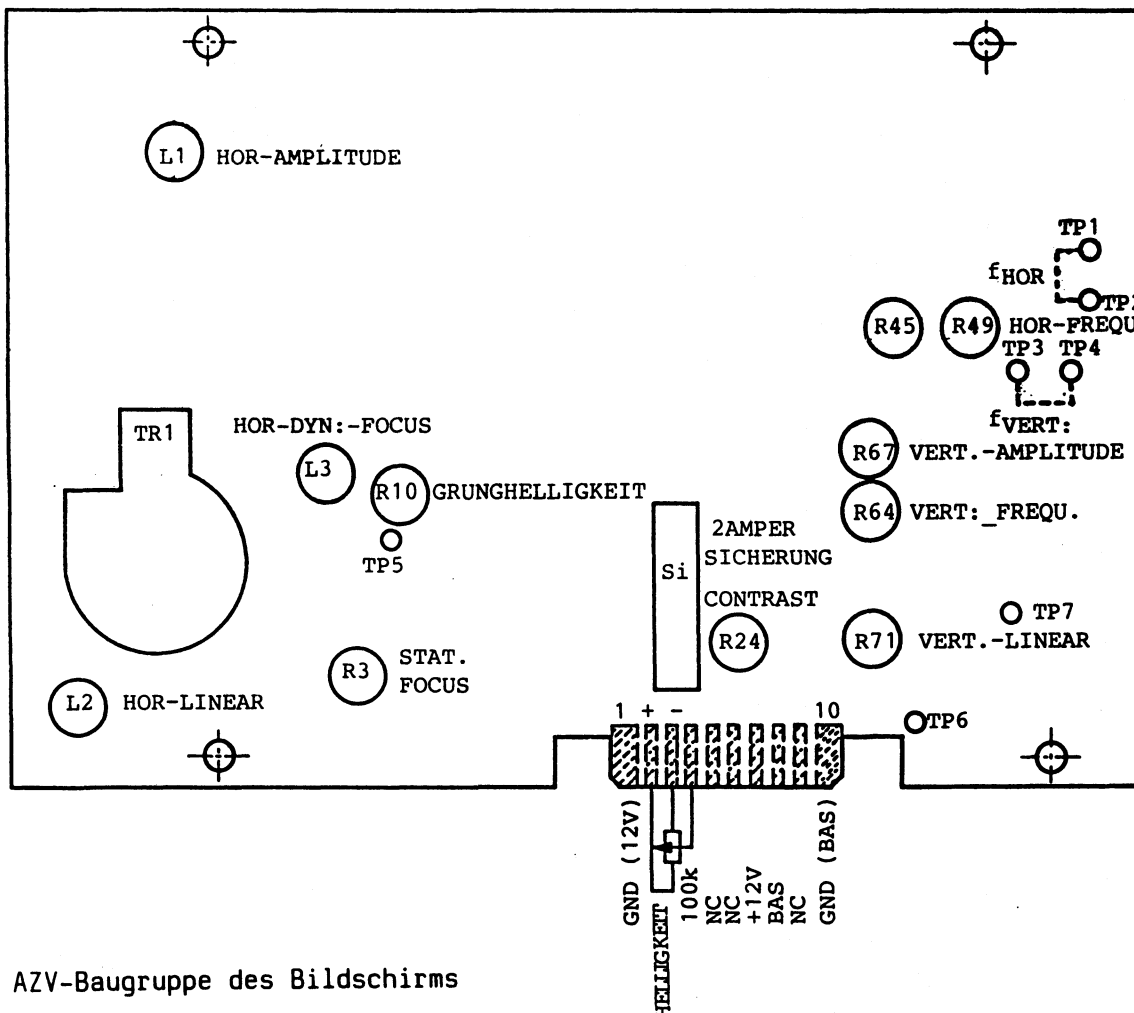 L1 HOR-AMPLITUDE
TP1
fHOR
TP2
R45 R49 HOR-FREQU
TP3 TP4
fVERT:
TR1
HOR-DYN:-FOCUS
L3
R10 GRUNGHELLIGKEIT
TP5
R67 VERT.-AMPLITUDE
R64 VERT:_FREQU.
Si
2AMPER
SICHERUNG
CONTRAST
R24
TP7
R71 VERT.-LINEAR
R3 STAT.
FOCUS
L2 HOR-LINEAR
1 + - 10
TP6
GND (12V)
HELLIGKEIT
100k
NC
NC
+12V
BAS
NC
GND (BAS)
AZV-Baugruppe des Bildschirms